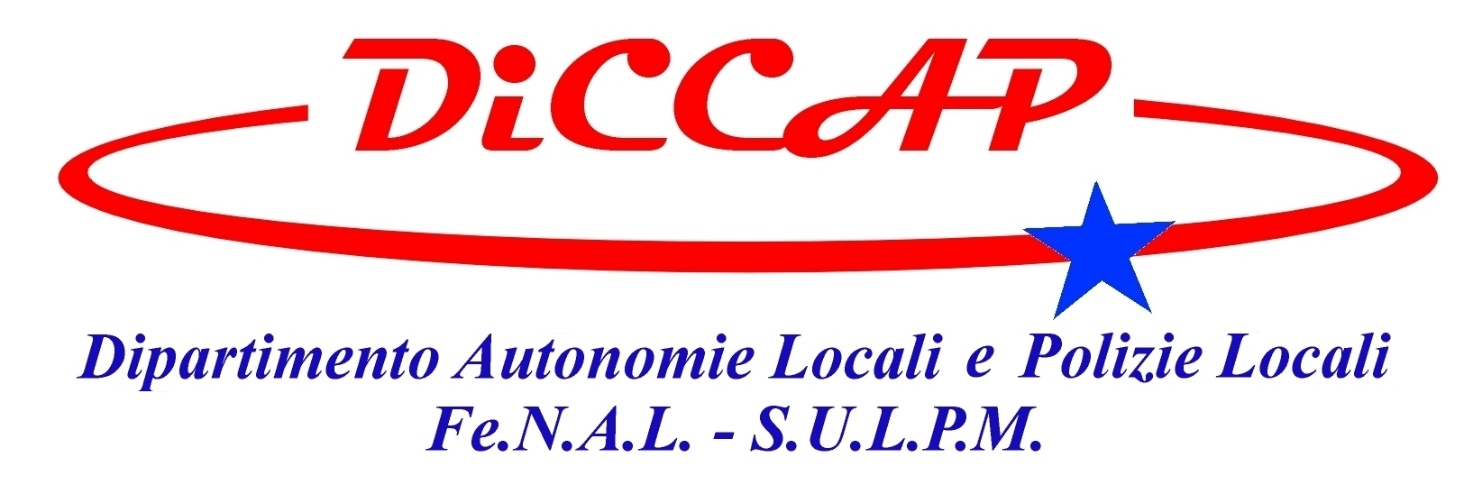 DiCCAP
Dipartimento Autonomie Locali e Polizie Locali
Fe.N.A.L. - S.U.L.P.M.